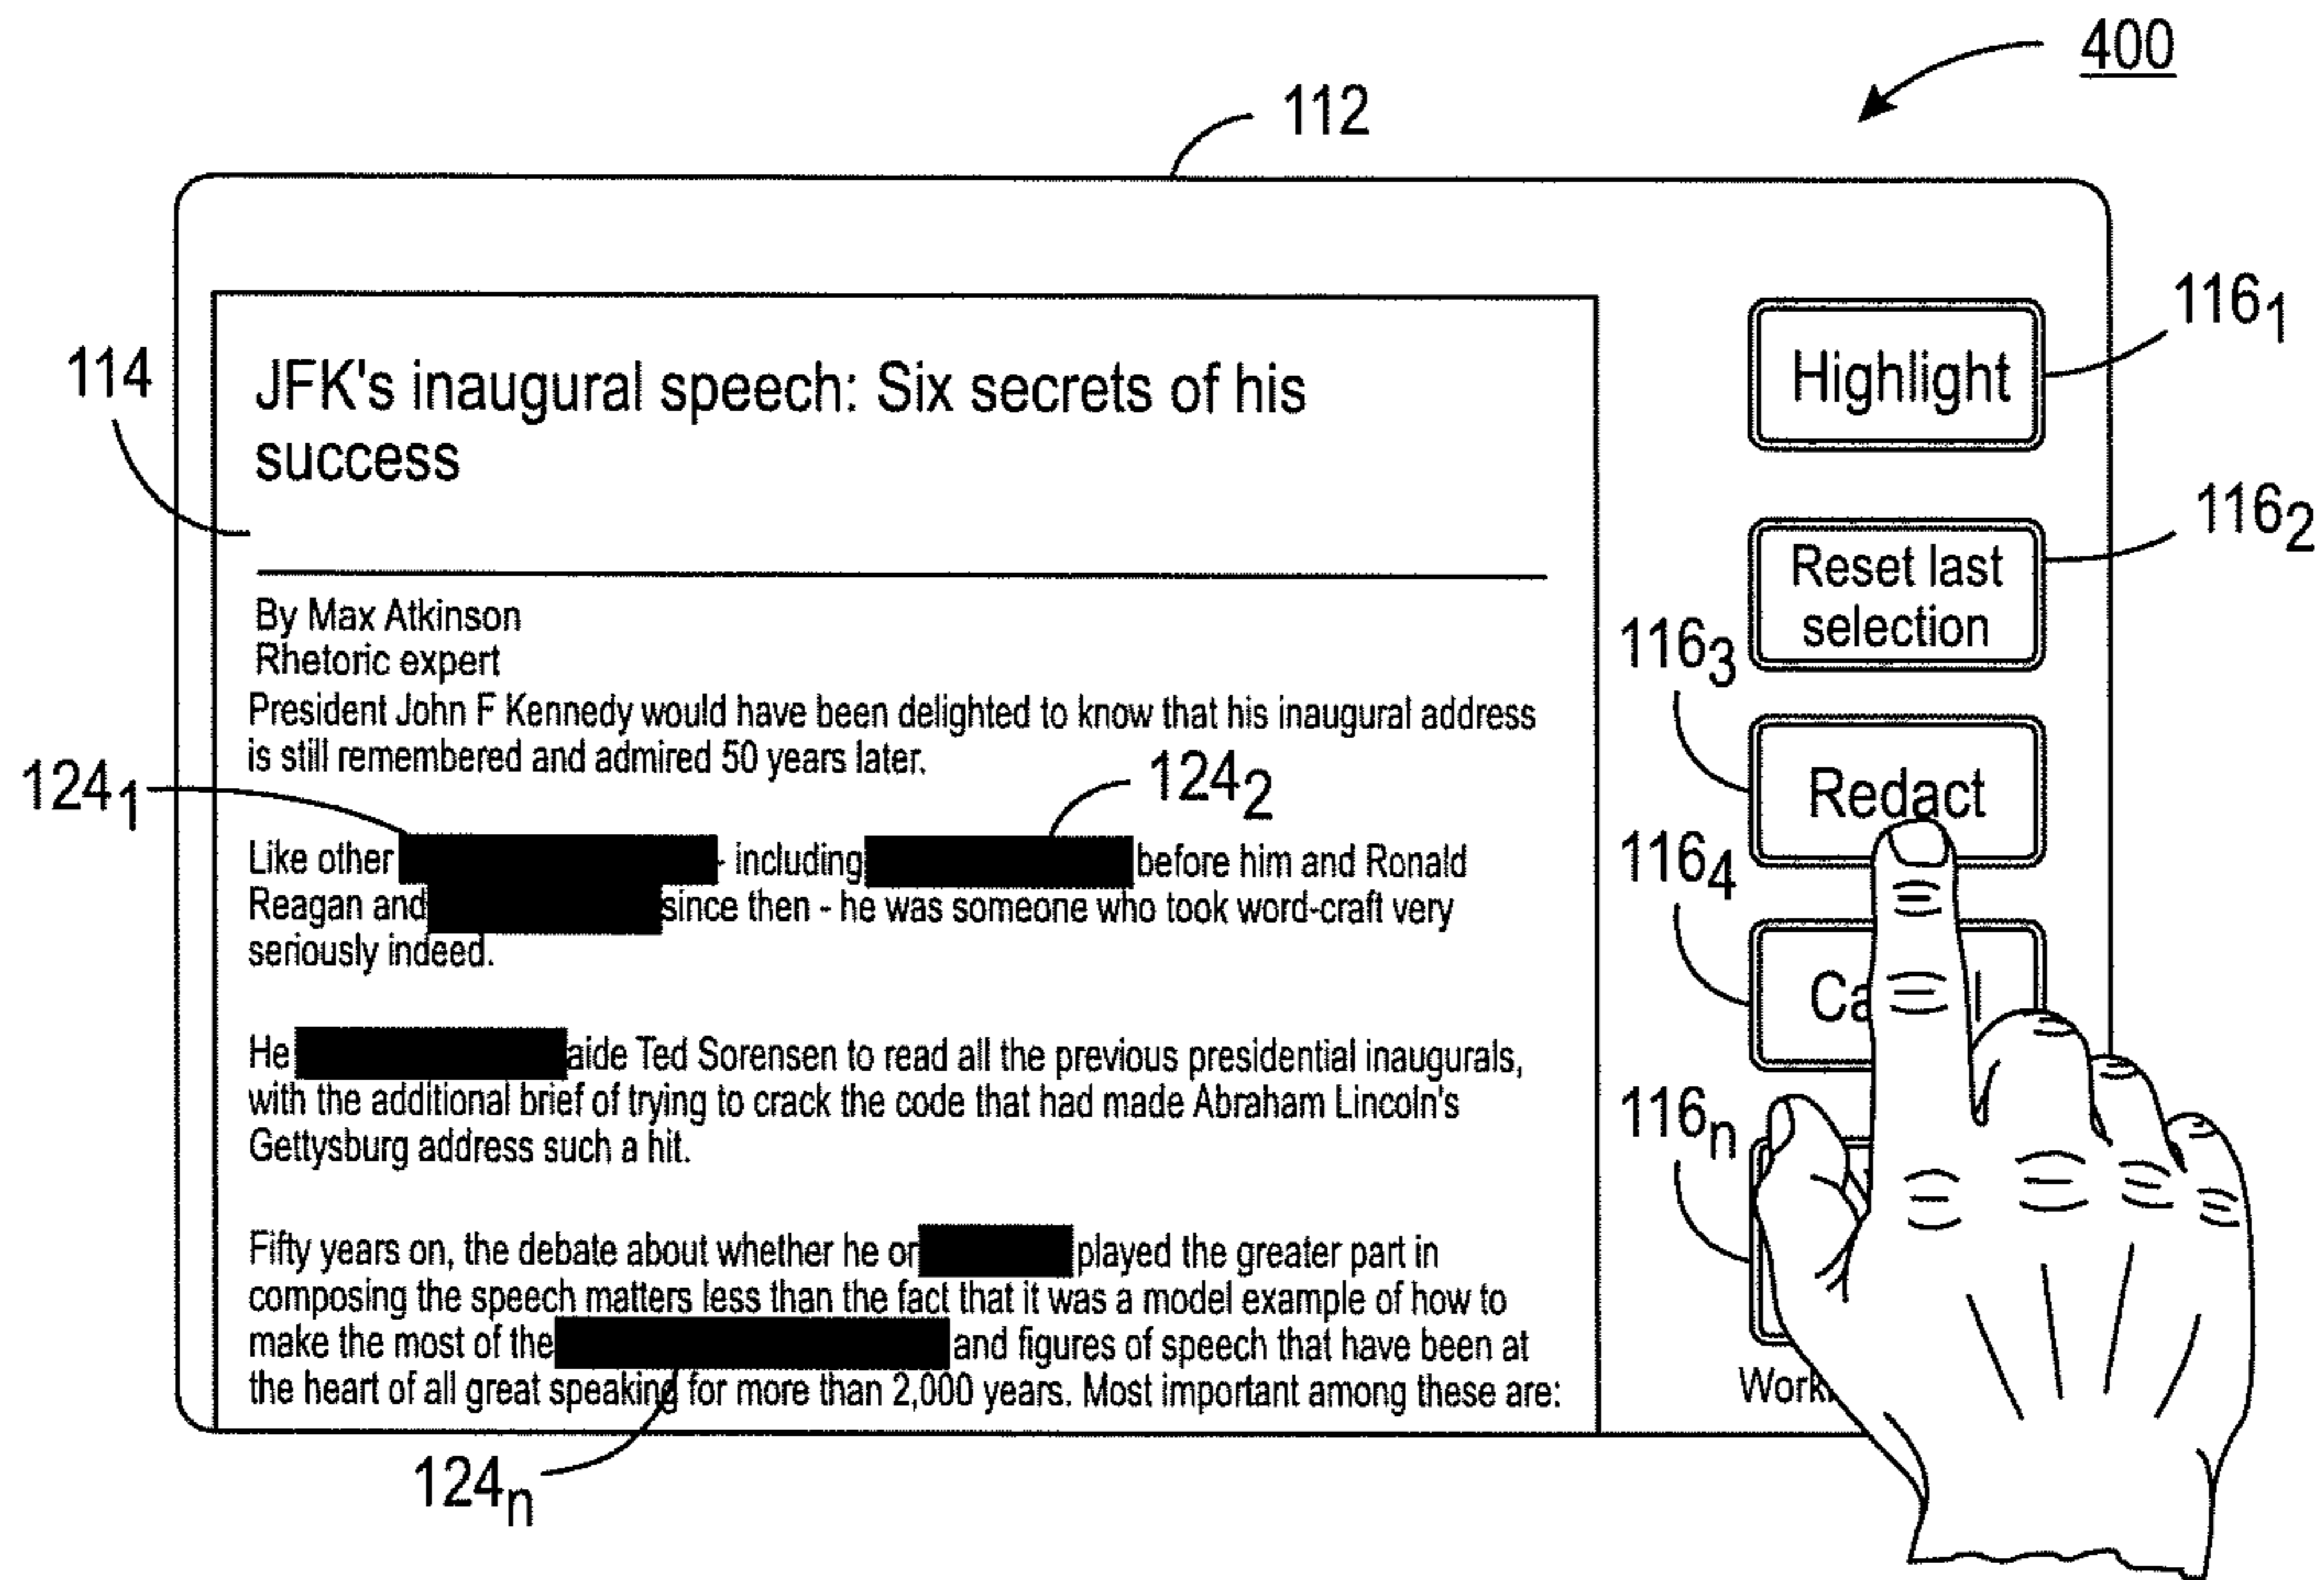 400
112
114
JFK's inaugural speech: Six secrets of his
success
By Max Atkinson
Rhetoric expert
President John F Kennedy would have been delighted to know that his inaugural address
is still remembered and admired 50 years later.
124₁
124₂
Like other - including before him and Ronald
Reagan and since then - he was someone who took word-craft very
seriously indeed.
He aide Ted Sorensen to read all the previous presidential inaugurals,
with the additional brief of trying to crack the code that had made Abraham Lincoln's
Gettysburg address such a hit.
Fifty years on, the debate about whether he or played the greater part in
composing the speech matters less than the fact that it was a model example of how to
make the most of the and figures of speech that have been at
the heart of all great speaking for more than 2,000 years. Most important among these are:
124ₙ
Highlight
116₁
Reset last
selection
116₂
116₃
Redact
116₄
116ₙ